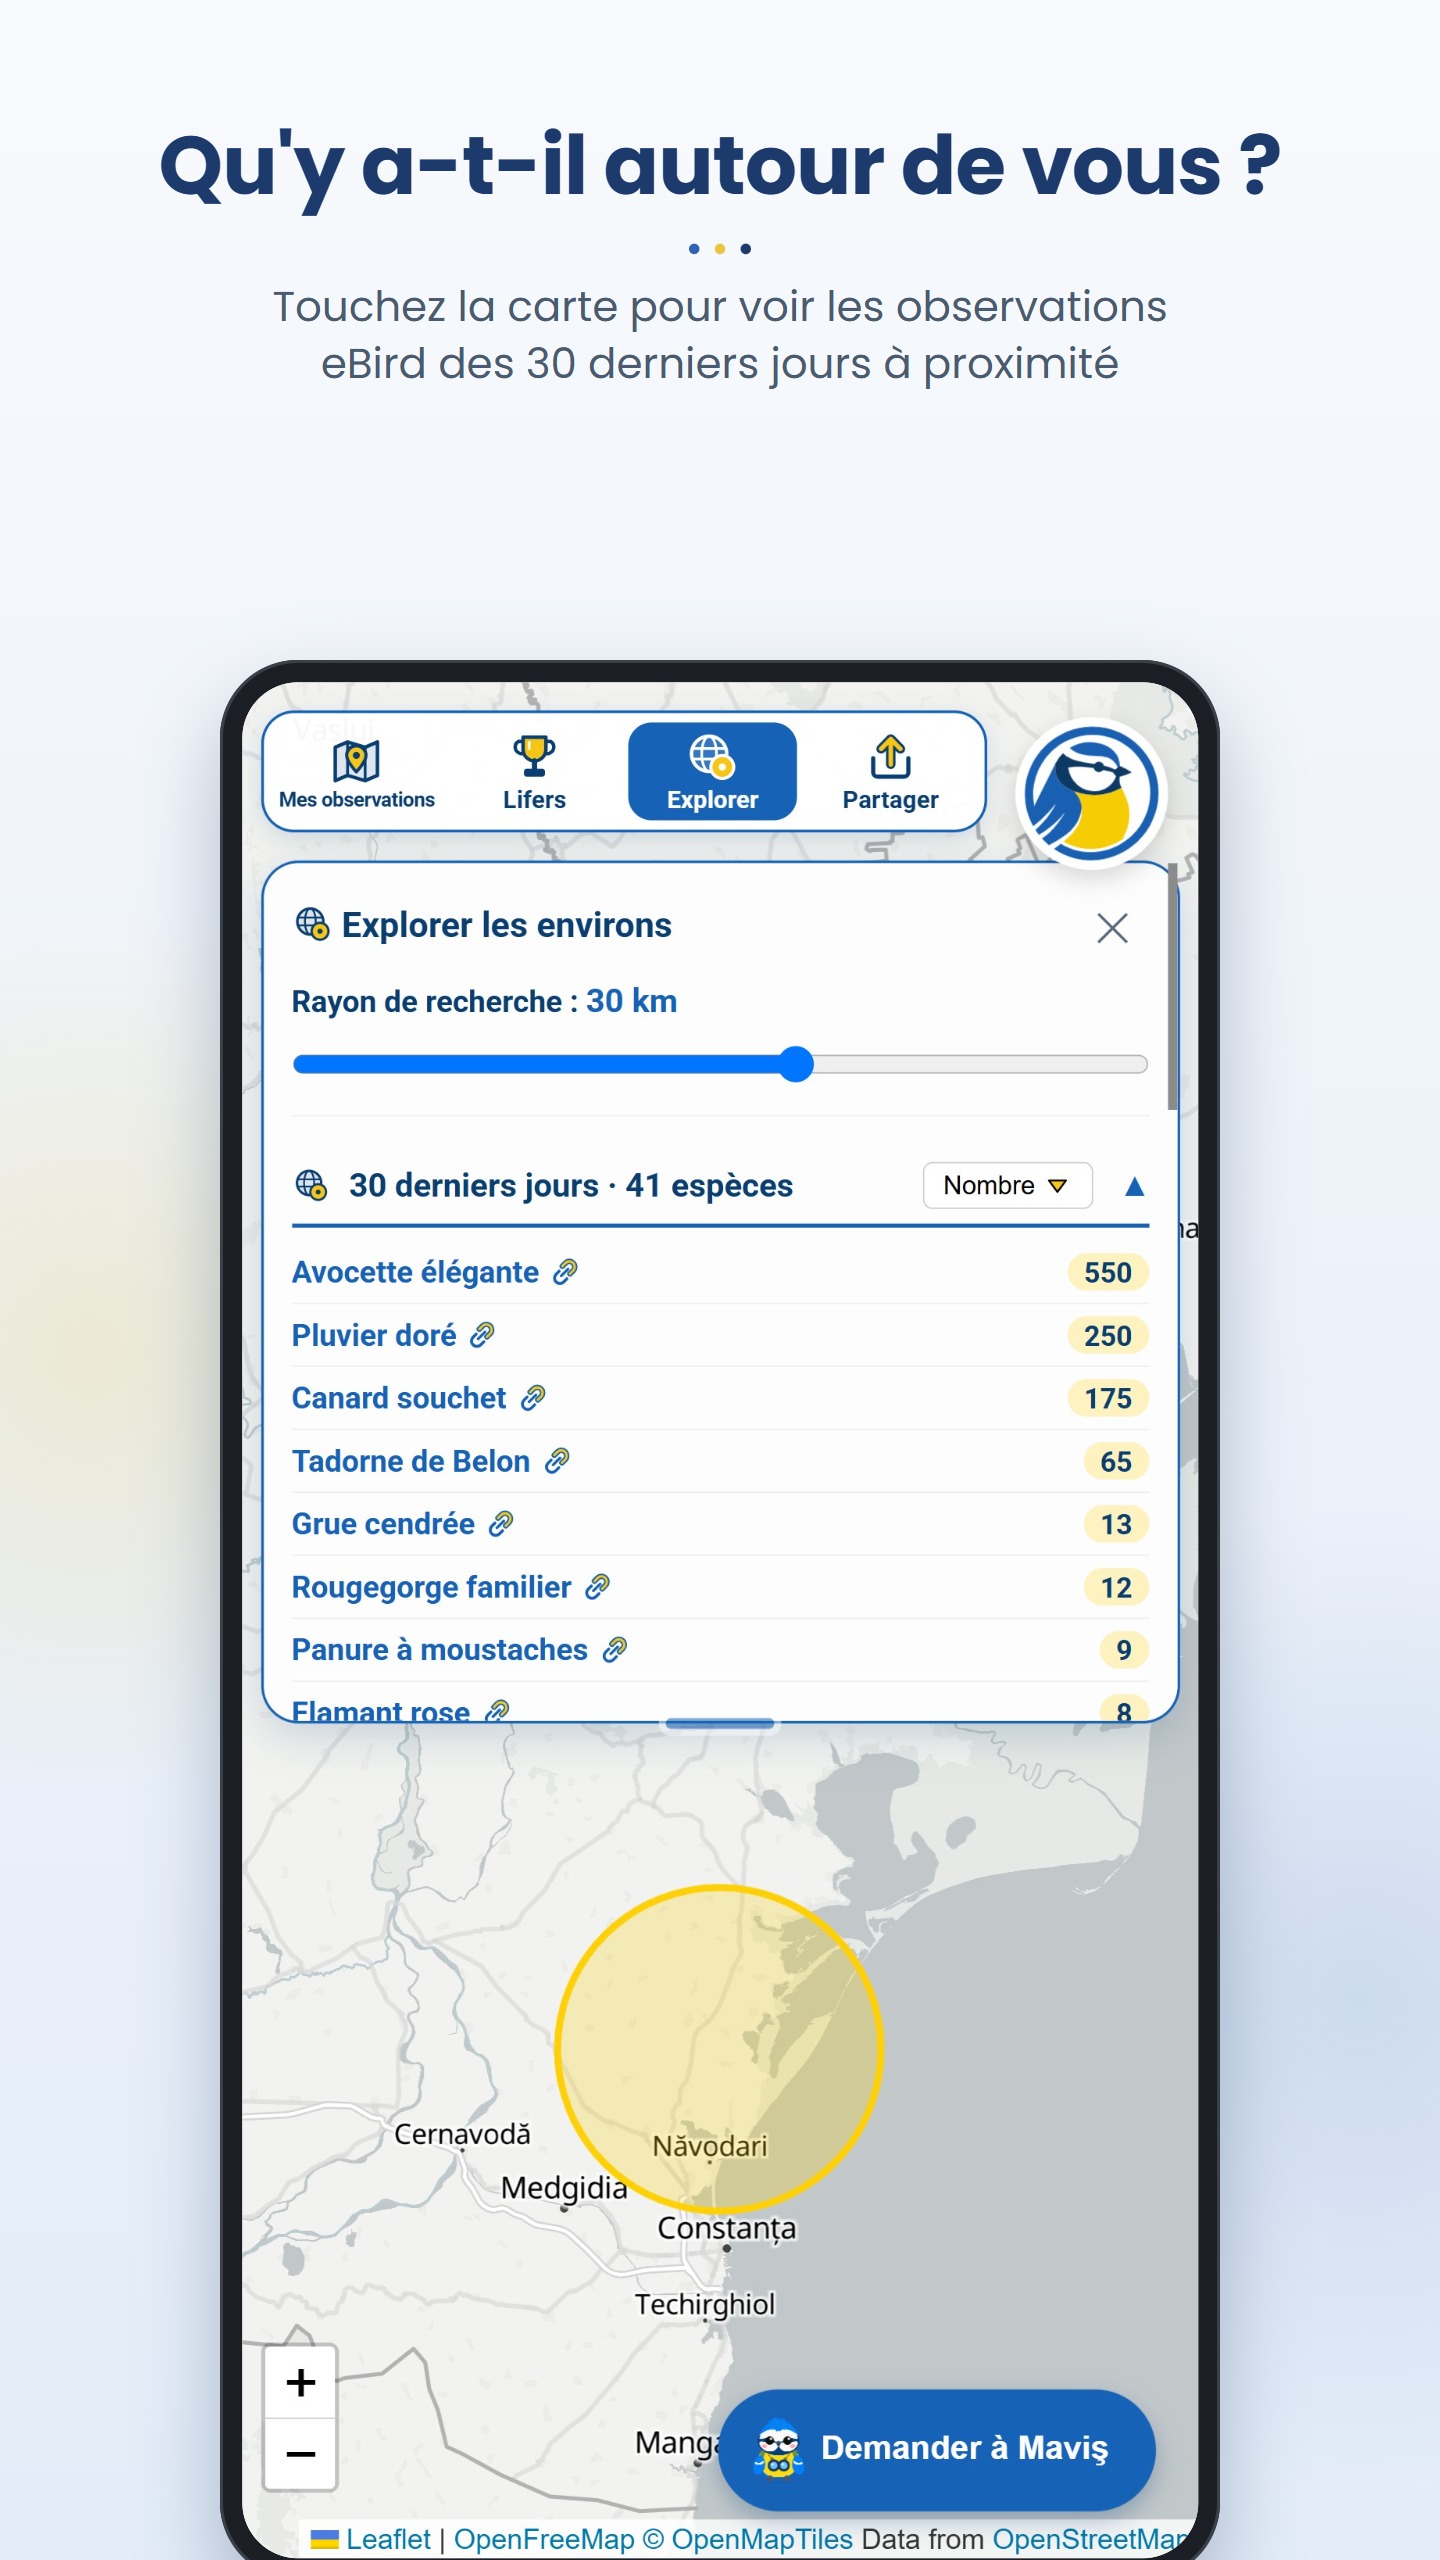 Qu'y a-t-il autour de vous ?
Touchez la carte pour voir les observations
eBird des 30 derniers jours à proximité
Vaslui
Mes observations
Lifers
Explorer
Partager
Explorer les environs
Rayon de recherche : 30 km
30 derniers jours · 41 espèces
Nombre
Avocette élégante
550
Pluvier doré
250
Canard souchet
175
Tadorne de Belon
65
Grue cendrée
13
Rougegorge familier
12
Panure à moustaches
9
Flamant rose
8
Cernavodă
Năvodari
Medgidia
Constanța
Techirghiol
+
−
Demander à Maviş
Leaflet | OpenFreeMap © OpenMapTiles Data from OpenStreetMap